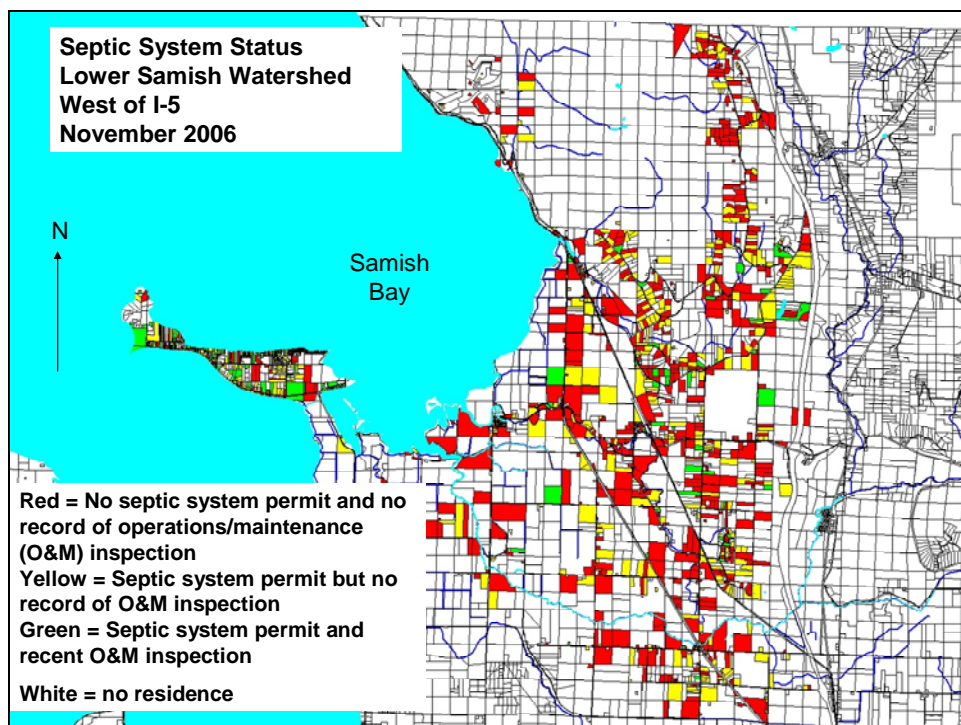 Septic System Status
Lower Samish Watershed
West of I-5
November 2006
N
Samish
Bay
Red = No septic system permit and no
record of operations/maintenance
(O&M) inspection
Yellow = Septic system permit but no
record of O&M inspection
Green = Septic system permit and
recent O&M inspection
White = no residence